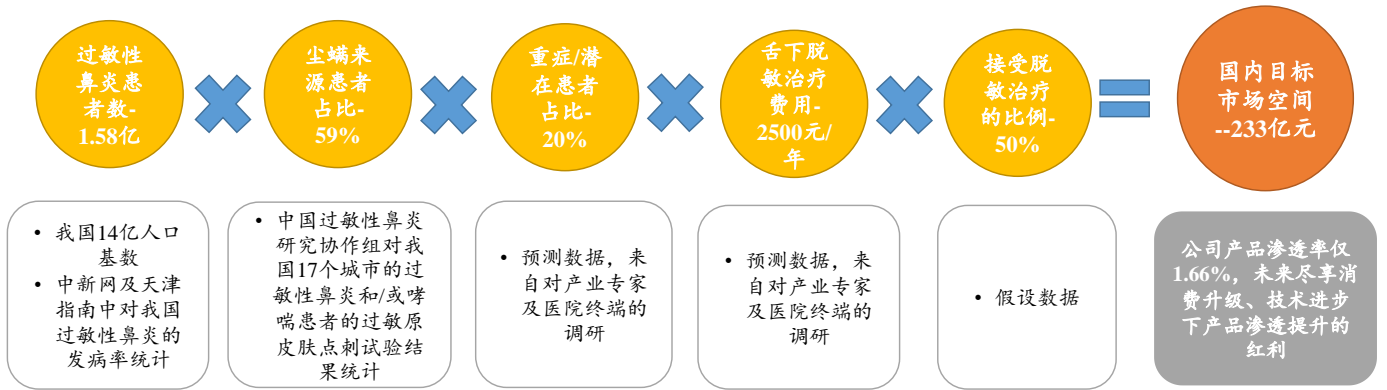 过敏性
鼻炎患
者数-
1.58亿
尘螨来
源患者
占比-
59%
重症/潜
在患者
占比-
20%
舌下脱
敏治疗
费用-
2500元/
年
接受脱
敏治疗
的比例-
50%
国内目标
市场空间
--233亿元
• 我国14亿人口
基数
• 中新网及天津
指南中对我国
过敏性鼻炎的
发病率统计
• 中国过敏性鼻炎
研究协作组对我
国17个城市的过
敏性鼻炎和/或哮
喘患者的过敏原
皮肤点刺试验结
果统计
• 预测数据，来
自对产业专家
及医院终端的
调研
• 预测数据，来
自对产业专家
及医院终端的
调研
• 假设数据
公司产品渗透率仅
1.66%，未来尽享消
费升级、技术进步
下产品渗透提升的
红利